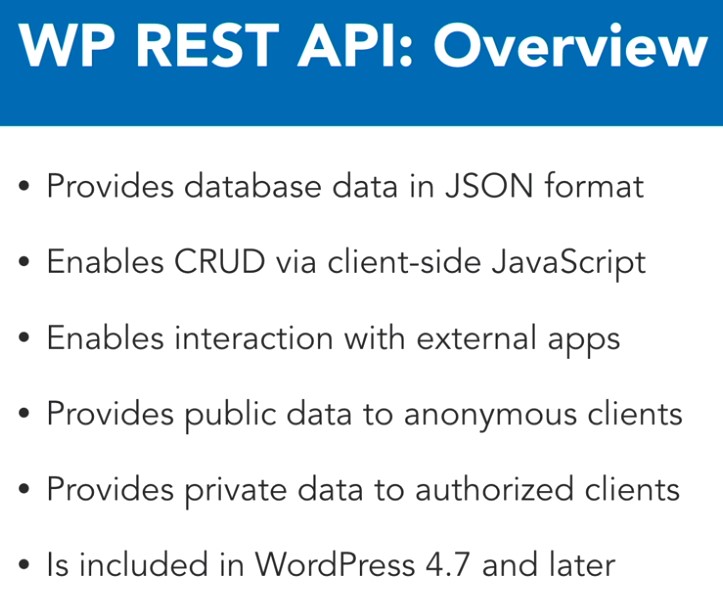 WP REST API: Overview
• Provides database data in JSON format
• Enables CRUD via client-side JavaScript
• Enables interaction with external apps
• Provides public data to anonymous clients
• Provides private data to authorized clients
• Is included in WordPress 4.7 and later